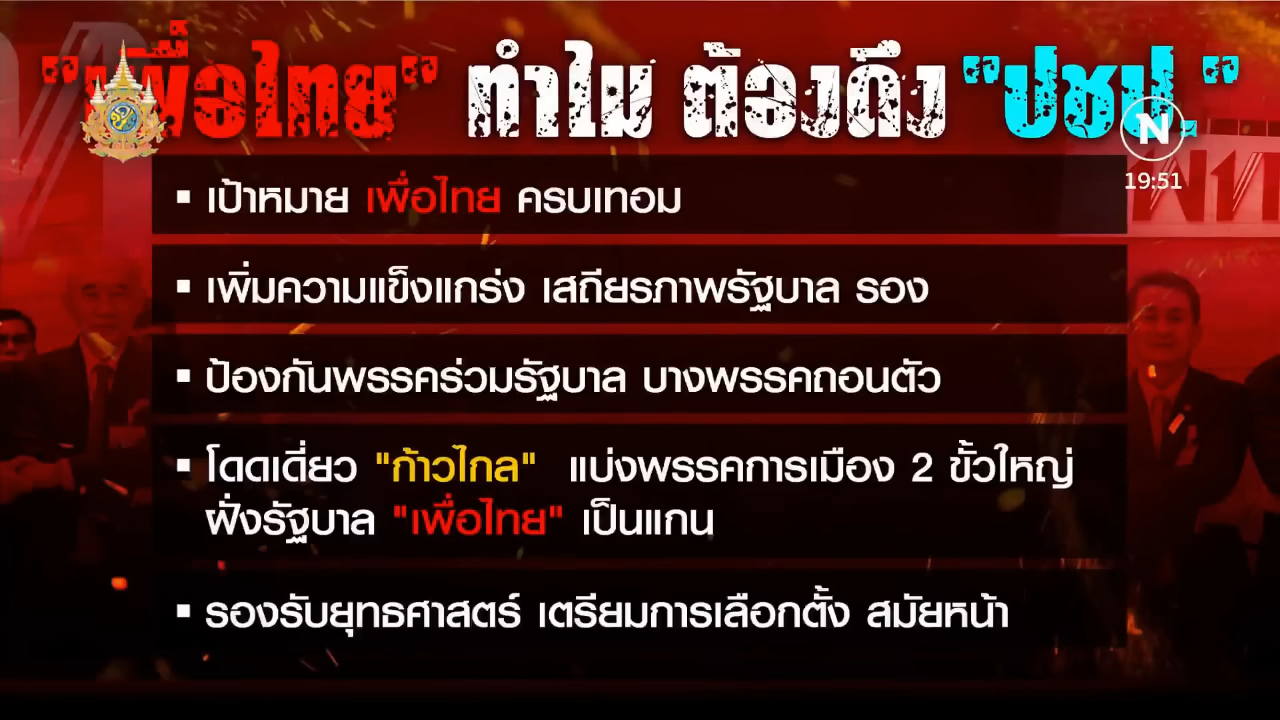 "เพื่อไทย" ทำไม ต้องดึง "ปชป."
N
19:51
▪ เป้าหมาย เพื่อไทย ครบเทอม
▪ เพิ่มความแข็งแกร่ง เสถียรภาพรัฐบาล รอง
▪ ป้องกันพรรคร่วมรัฐบาล บางพรรคถอนตัว
▪ โดดเดี่ยว "ก้าวไกล" แบ่งพรรคการเมือง 2 ขั้วใหญ่
ฝั่งรัฐบาล "เพื่อไทย" เป็นแกน
▪ รองรับยุทธศาสตร์ เตรียมการเลือกตั้ง สมัยหน้า